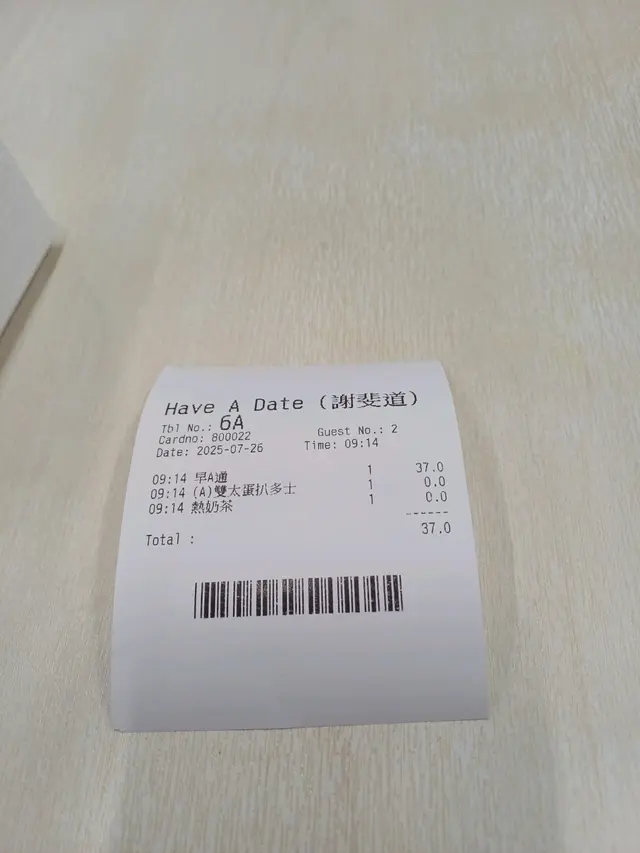 Have A Date (謝斐道)
Tbl No.: 6A
Cardno: 800022 Guest No.: 2
Date: 2025-07-26 Time: 09:14
09:14 早A通 1 37.0
09:14 (A)雙太蛋扒多士 1 0.0
09:14 熱奶茶 1 0.0
------
Total : 37.0